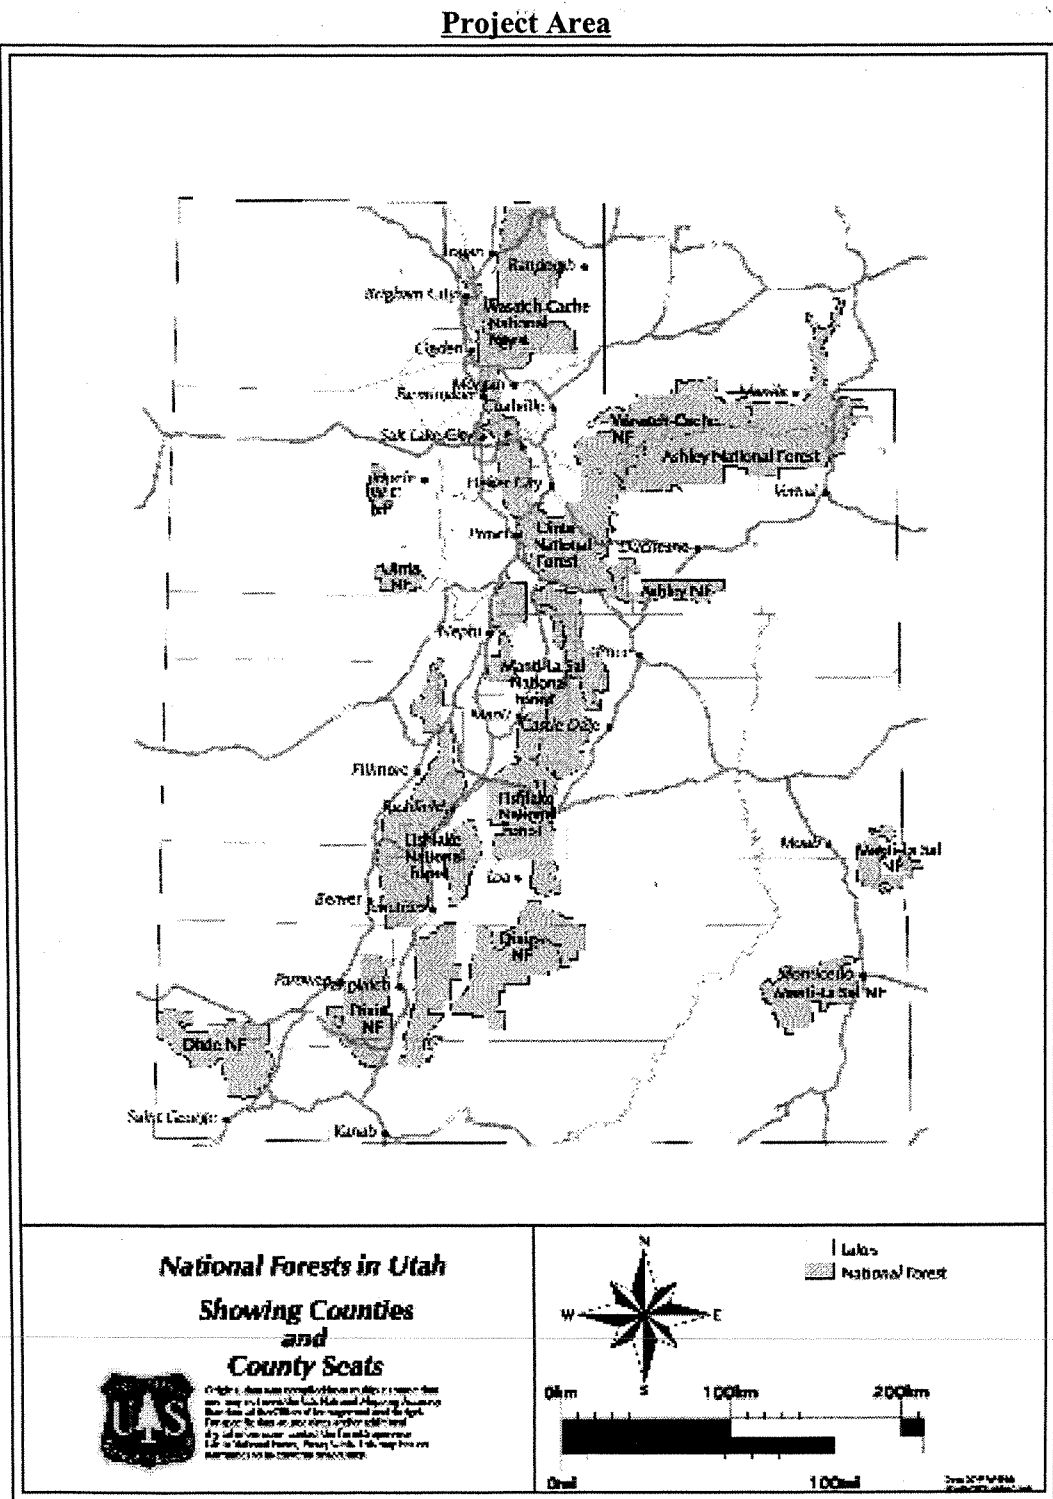 Project Area
Randolph
Brigham City
Wasatch-Cache
National
Ogden
Morgan
Coalville
Salt Lake City
Wasatch-Cache
NF
Manila
Ashley National Forest
Heber City
Vernal
Provo
Uinta
National
Forest
Duchesne
Uinta
NF
Ashley NF
Nephi
Manti-La Sal
National
Forest
Manti
Castle Dale
Price
Fillmore
Richfield
Fishlake
National
Forest
Fishlake
National
Forest
Loa
Moab
Manti-La Sal
NF
Beaver
Dixie
NF
Parowan
Panguitch
Dixie
NF
Monticello
Manti-La Sal NF
Dixie NF
Saint George
Kanab
National Forests in Utah
Showing Counties
and
County Seats
US
N
W E
S
Lakes
National Forest
0km 100km 200km
0mi 100mi